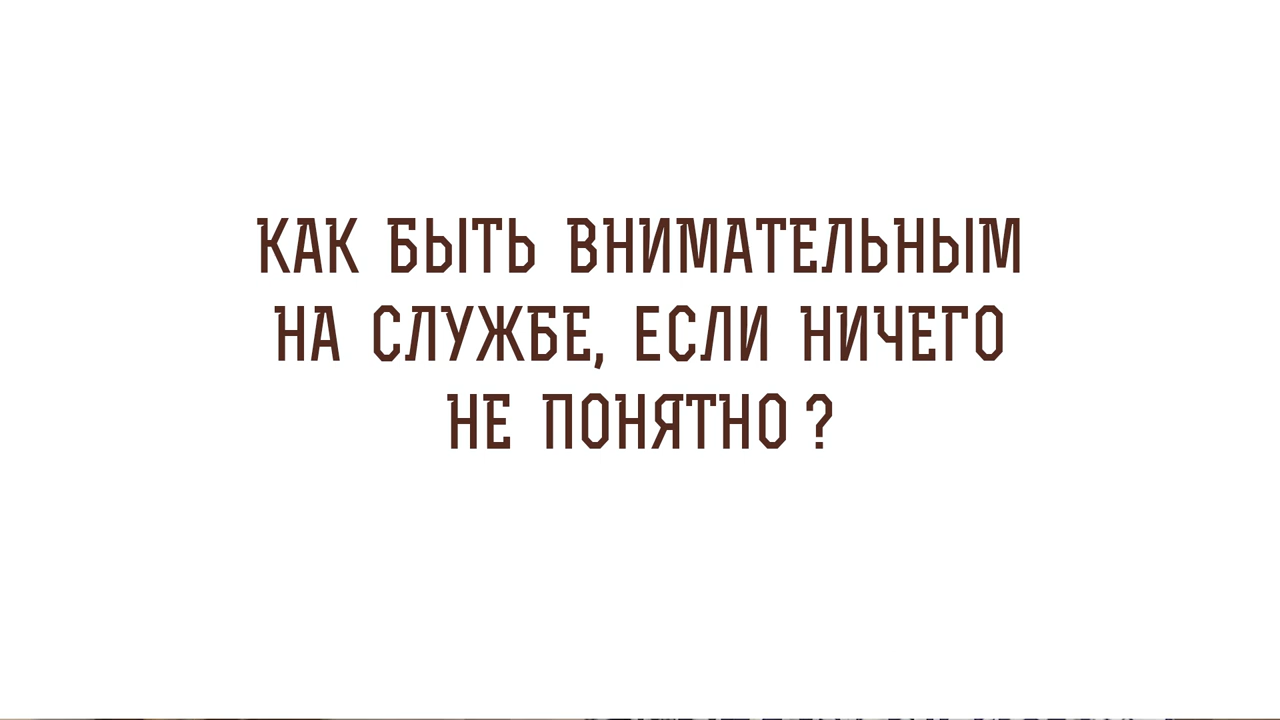 КАК БЫТЬ ВНИМАТЕЛЬНЫМ
НА СЛУЖБЕ, ЕСЛИ НИЧЕГО
НЕ ПОНЯТНО?